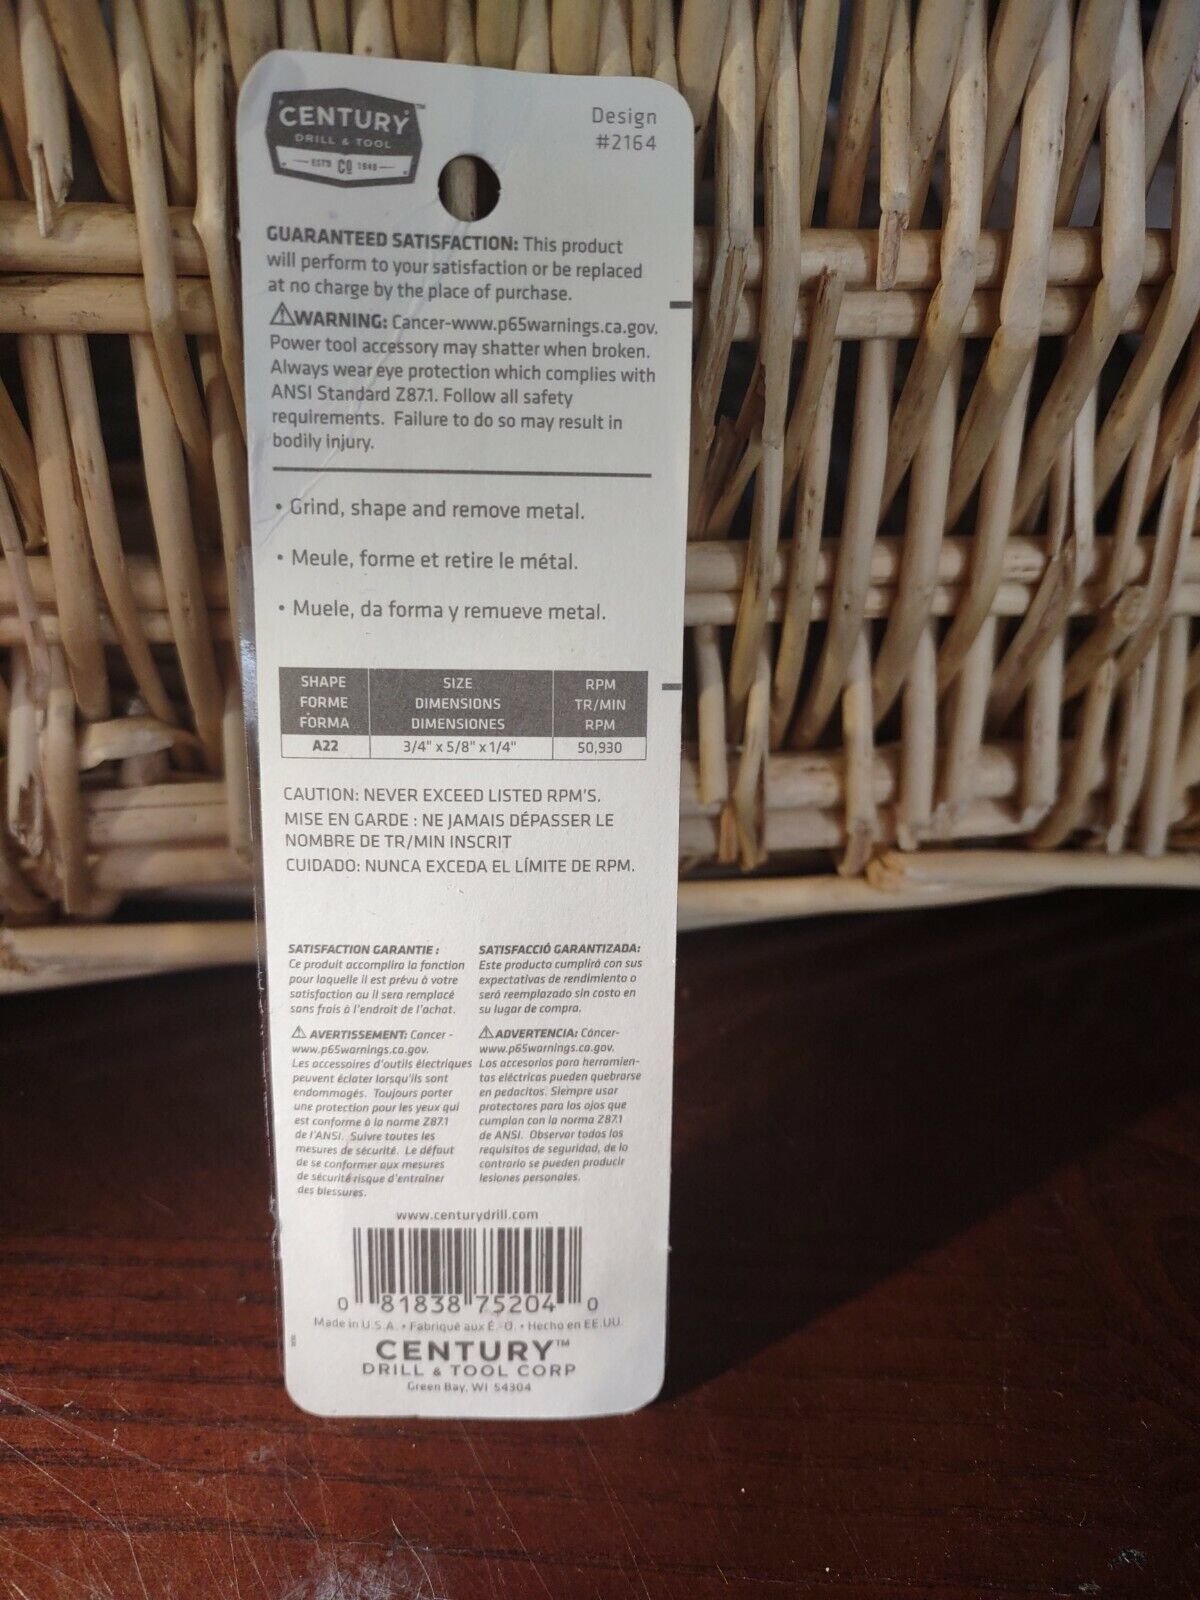 CENTURY™
DRILL & TOOL
ESTD CO 1940
Design
#2164
GUARANTEED SATISFACTION: This product
will perform to your satisfaction or be replaced
at no charge by the place of purchase.
⚠WARNING: Cancer-www.p65warnings.ca.gov.
Power tool accessory may shatter when broken.
Always wear eye protection which complies with
ANSI Standard Z87.1. Follow all safety
requirements. Failure to do so may result in
bodily injury.
• Grind, shape and remove metal.
• Meule, forme et retire le métal.
• Muele, da forma y remueve metal.
SHAPE SIZE RPM
FORME DIMENSIONS TR/MIN
FORMA DIMENSIONES RPM
A22 3/4" x 5/8" x 1/4" 50,930
CAUTION: NEVER EXCEED LISTED RPM'S.
MISE EN GARDE : NE JAMAIS DÉPASSER LE
NOMBRE DE TR/MIN INSCRIT
CUIDADO: NUNCA EXCEDA EL LÍMITE DE RPM.
SATISFACTION GARANTIE :
Ce produit accomplira la fonction
pour laquelle il est prévu à votre
satisfaction ou il sera remplacé
sans frais à l'endroit de l'achat.
⚠ AVERTISSEMENT: Cancer -
www.p65warnings.ca.gov.
Les accessoires d'outils électriques
peuvent éclater lorsqu'ils sont
endommagés. Toujours porter
une protection pour les yeux qui
est conforme à la norme Z87.1
de l'ANSI. Suivre toutes les
mesures de sécurité. Le défaut
de se conformer aux mesures
de sécurité risque d'entraîner
des blessures.
SATISFACCIÓ GARANTIZADA:
Este producto cumplirá con sus
expectativas de rendimiento o
será reemplazado sin costo en
su lugar de compra.
⚠ADVERTENCIA: Cáncer-
www.p65warnings.ca.gov.
Los accesorios para herramien-
tas eléctricas pueden quebrarse
en pedacitos. Siempre usar
protectores para los ojos que
cumplan con la norma Z87.1
de ANSI. Observar todos los
requisitos de seguridad, de lo
contrario se pueden producir
lesiones personales.
www.centurydrill.com
0 81838 75204 0
Made in U.S.A. • Fabriqué aux É.-U. • Hecho en EE.UU.
CENTURY™
DRILL & TOOL CORP
Green Bay, WI 54304